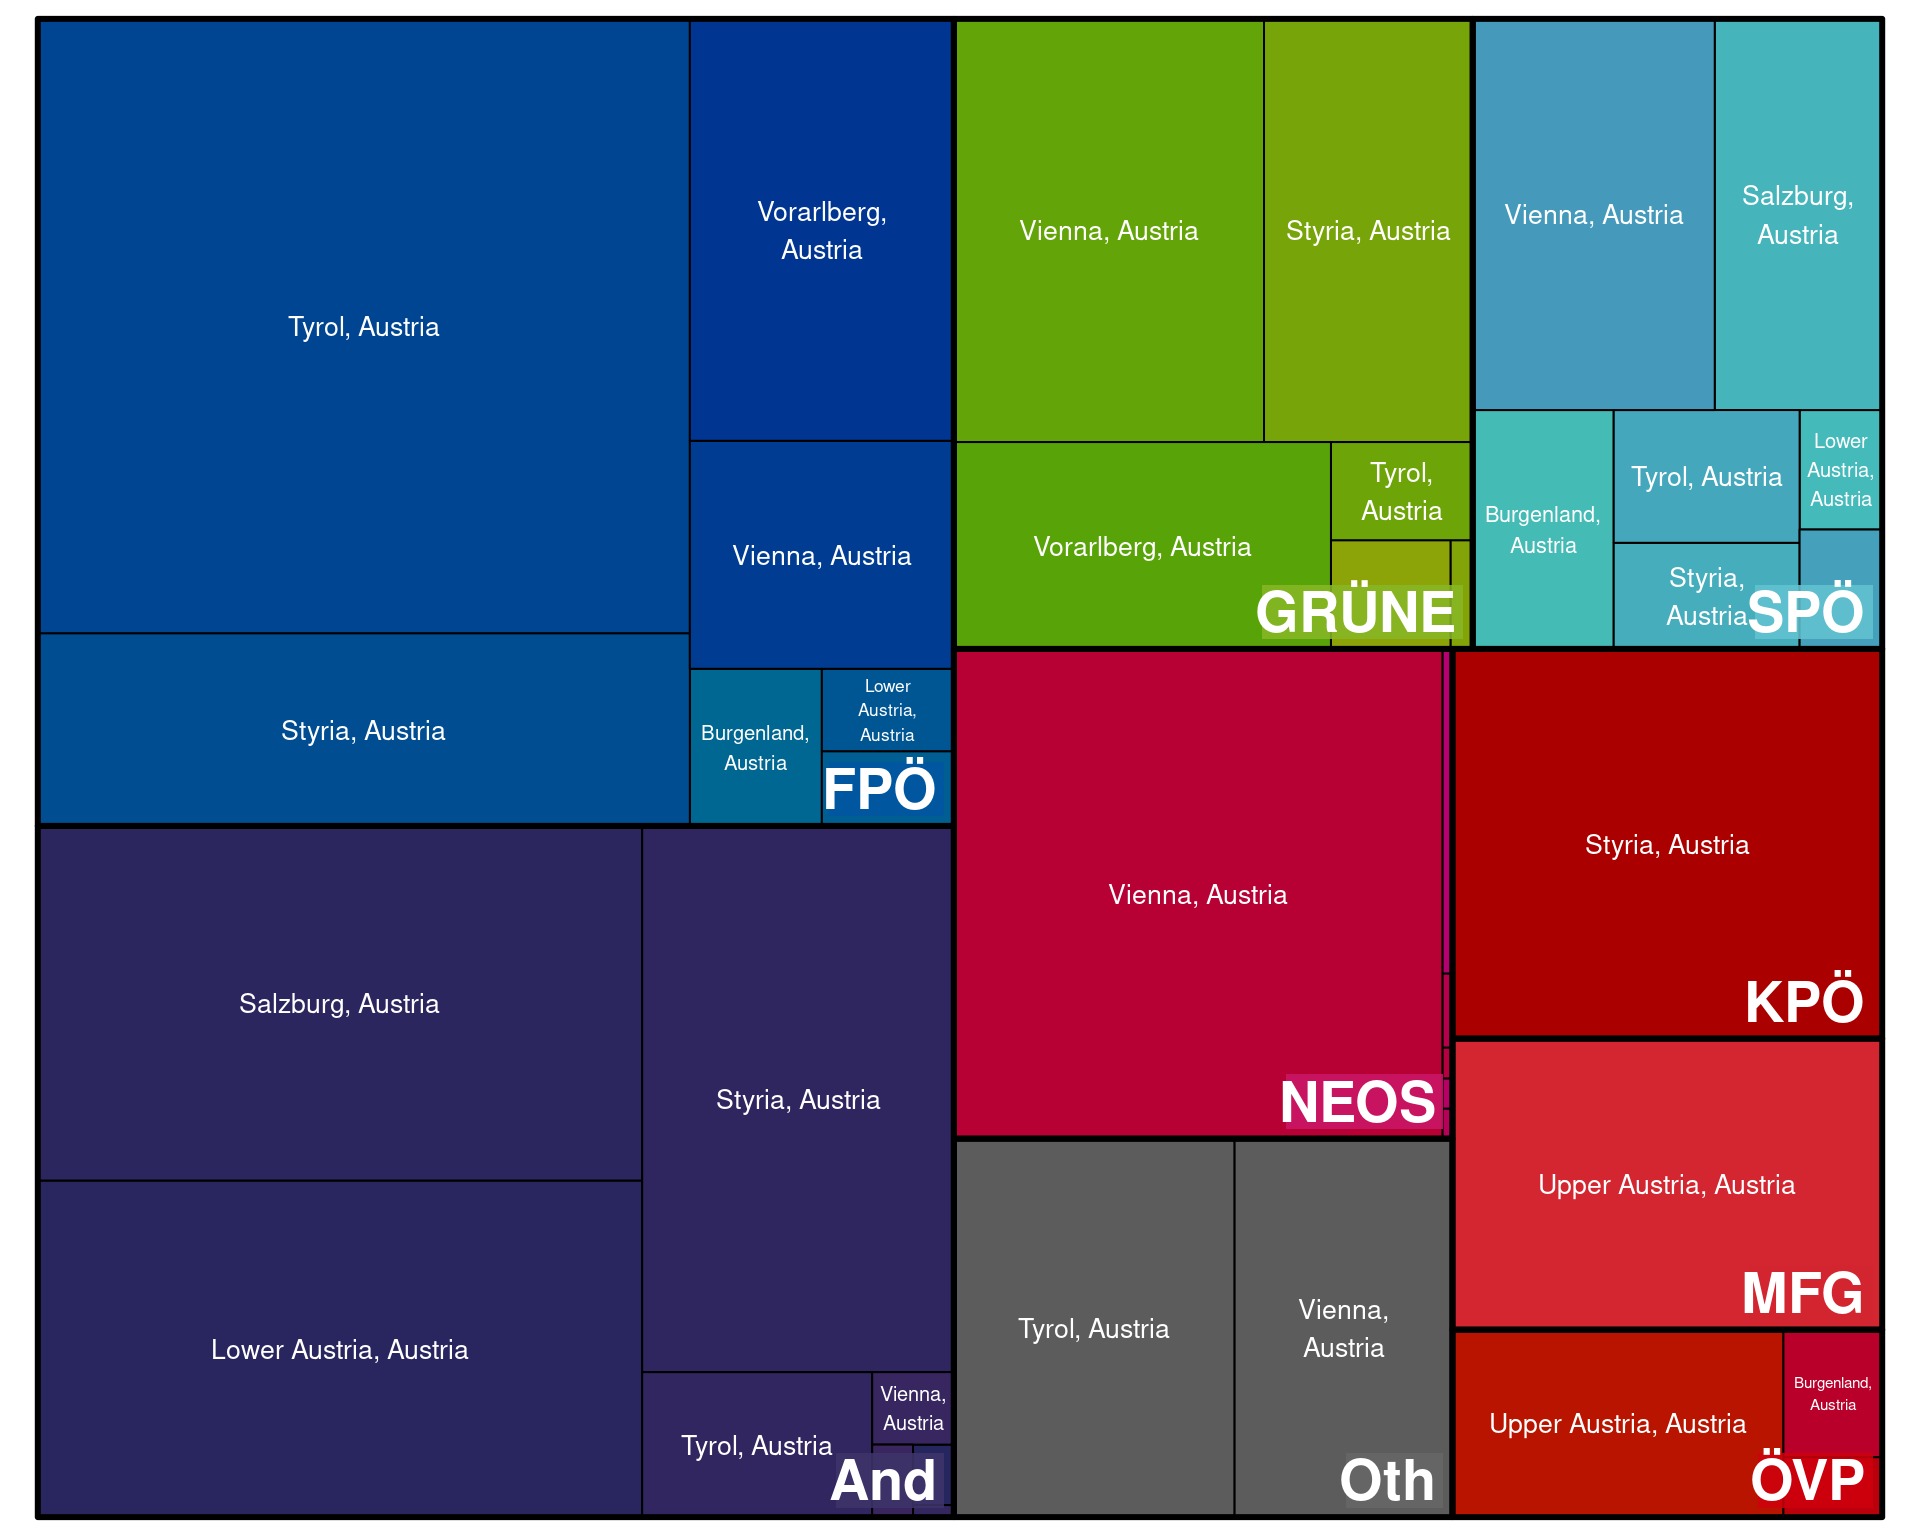 Tyrol, Austria
Vorarlberg,
Austria
Vienna, Austria
Styria, Austria
Burgenland,
Austria
Lower
Austria,
Austria
FPÖ
Vienna, Austria
Styria, Austria
Vorarlberg, Austria
Tyrol,
Austria
GRÜNE
Vienna, Austria
Salzburg,
Austria
Burgenland,
Austria
Tyrol, Austria
Lower
Austria,
Austria
Styria,
Austria
SPÖ
Salzburg, Austria
Lower Austria, Austria
Styria, Austria
Tyrol, Austria
Vienna,
Austria
And
Vienna, Austria
NEOS
Styria, Austria
KPÖ
Tyrol, Austria
Vienna,
Austria
Oth
Upper Austria, Austria
MFG
Upper Austria, Austria
Burgenland,
Austria
ÖVP